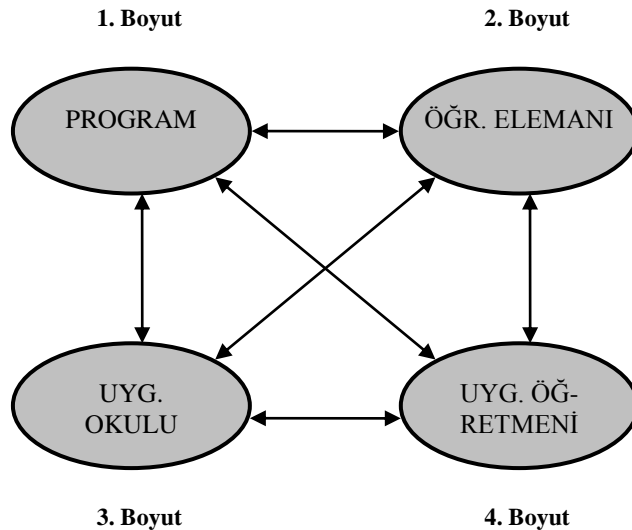 1. Boyut
2. Boyut
PROGRAM
ÖĞR. ELEMANI
UYG.
OKULU
UYG. ÖĞ-
RETMENİ
3. Boyut
4. Boyut